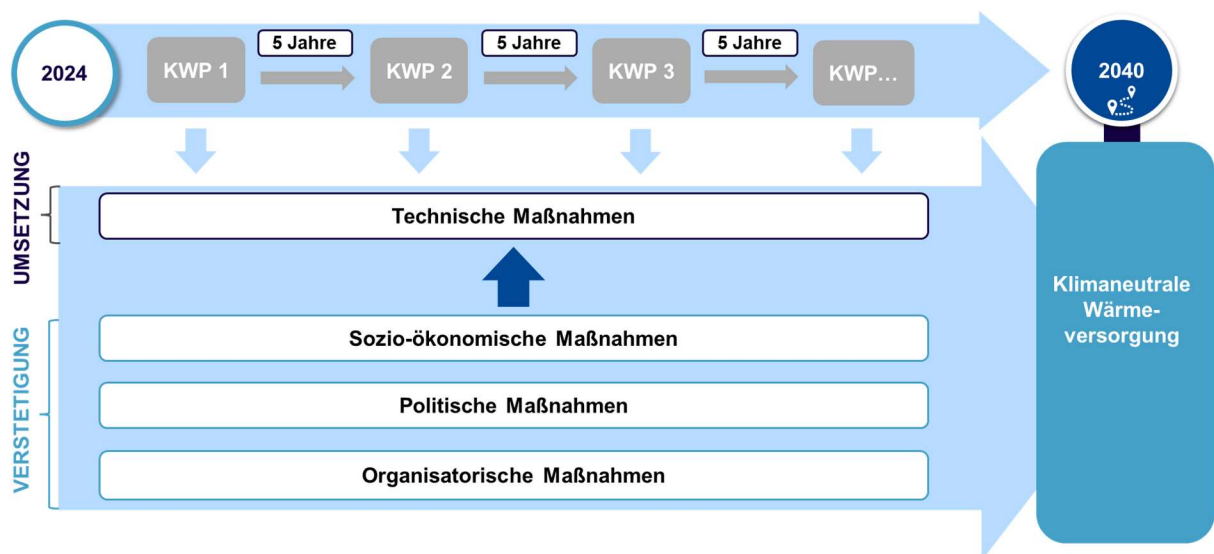 2024
KWP 1
5 Jahre
KWP 2
5 Jahre
KWP 3
5 Jahre
KWP...
2040
UMSETZUNG
Technische Maßnahmen
VERSTETIGUNG
Sozio-ökonomische Maßnahmen
Politische Maßnahmen
Organisatorische Maßnahmen
Klimaneutrale
Wärme-
versorgung